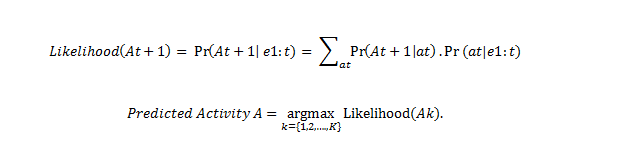 Likelihood(At + 1) = Pr(At + 1| e1: t) = ∑at Pr(At + 1|at) . Pr (at|e1: t)
Predicted Activity A = argmax k={1,2,...,K} Likelihood(Ak).